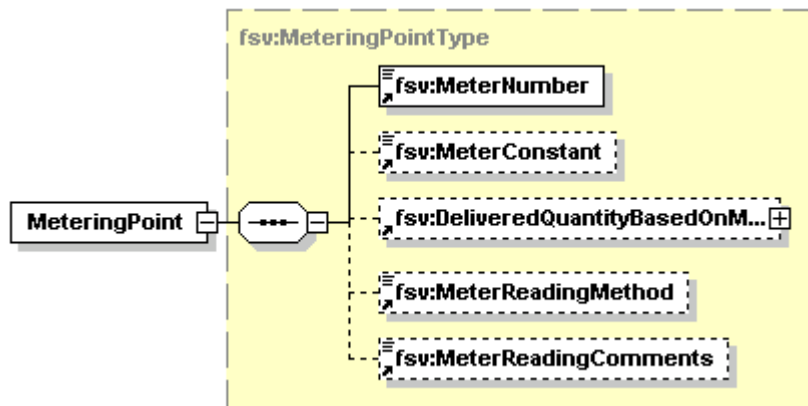 fsv:MeteringPointType
fsv:MeterNumber
fsv:MeterConstant
MeteringPoint
fsv:DeliveredQuantityBasedOnM...
fsv:MeterReadingMethod
fsv:MeterReadingComments